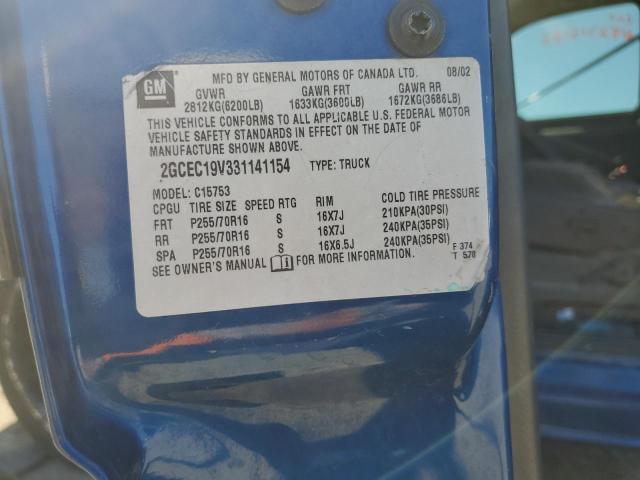 GM
MFD BY GENERAL MOTORS OF CANADA LTD. 08/02
GVWR GAWR FRT GAWR RR
2812KG(6200LB) 1633KG(3600LB) 1672KG(3686LB)
THIS VEHICLE CONFORMS TO ALL APPLICABLE U.S. FEDERAL MOTOR
VEHICLE SAFETY STANDARDS IN EFFECT ON THE DATE OF
MANUFACTURE SHOWN ABOVE.
2GCEC19V331141154 TYPE: TRUCK
MODEL: C15753
CPGU TIRE SIZE SPEED RTG RIM COLD TIRE PRESSURE
FRT P255/70R16 S 16X7J 210KPA(30PSI)
RR P255/70R16 S 16X7J 240KPA(35PSI)
SPA P255/70R16 S 16X6.5J 240KPA(35PSI)
F 374
T 570
SEE OWNER'S MANUAL FOR MORE INFORMATION.